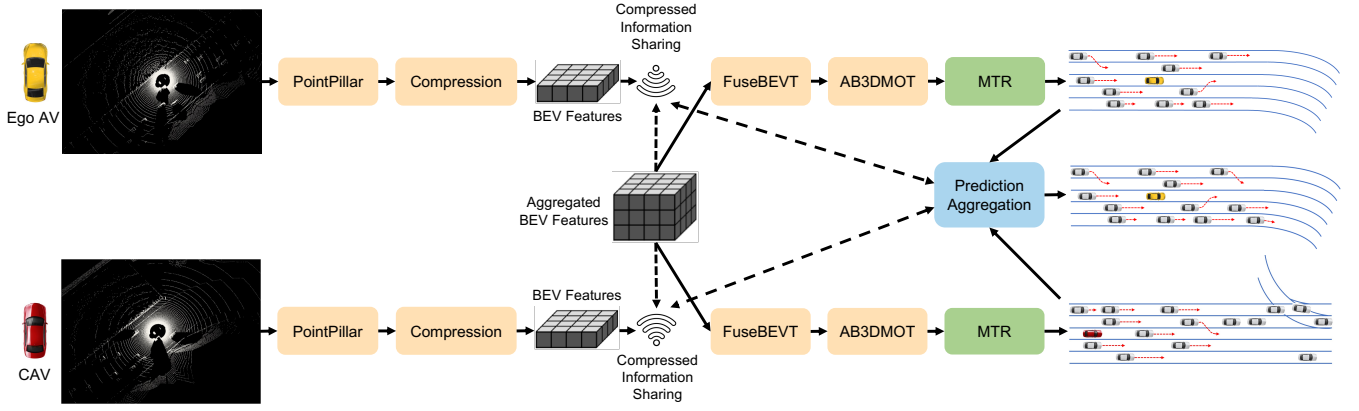 Ego AV
PointPillar
Compression
BEV Features
Compressed
Information
Sharing
FuseBEVT
AB3DMOT
MTR
Aggregated
BEV Features
Prediction
Aggregation
CAV
PointPillar
Compression
BEV Features
Compressed
Information
Sharing
FuseBEVT
AB3DMOT
MTR